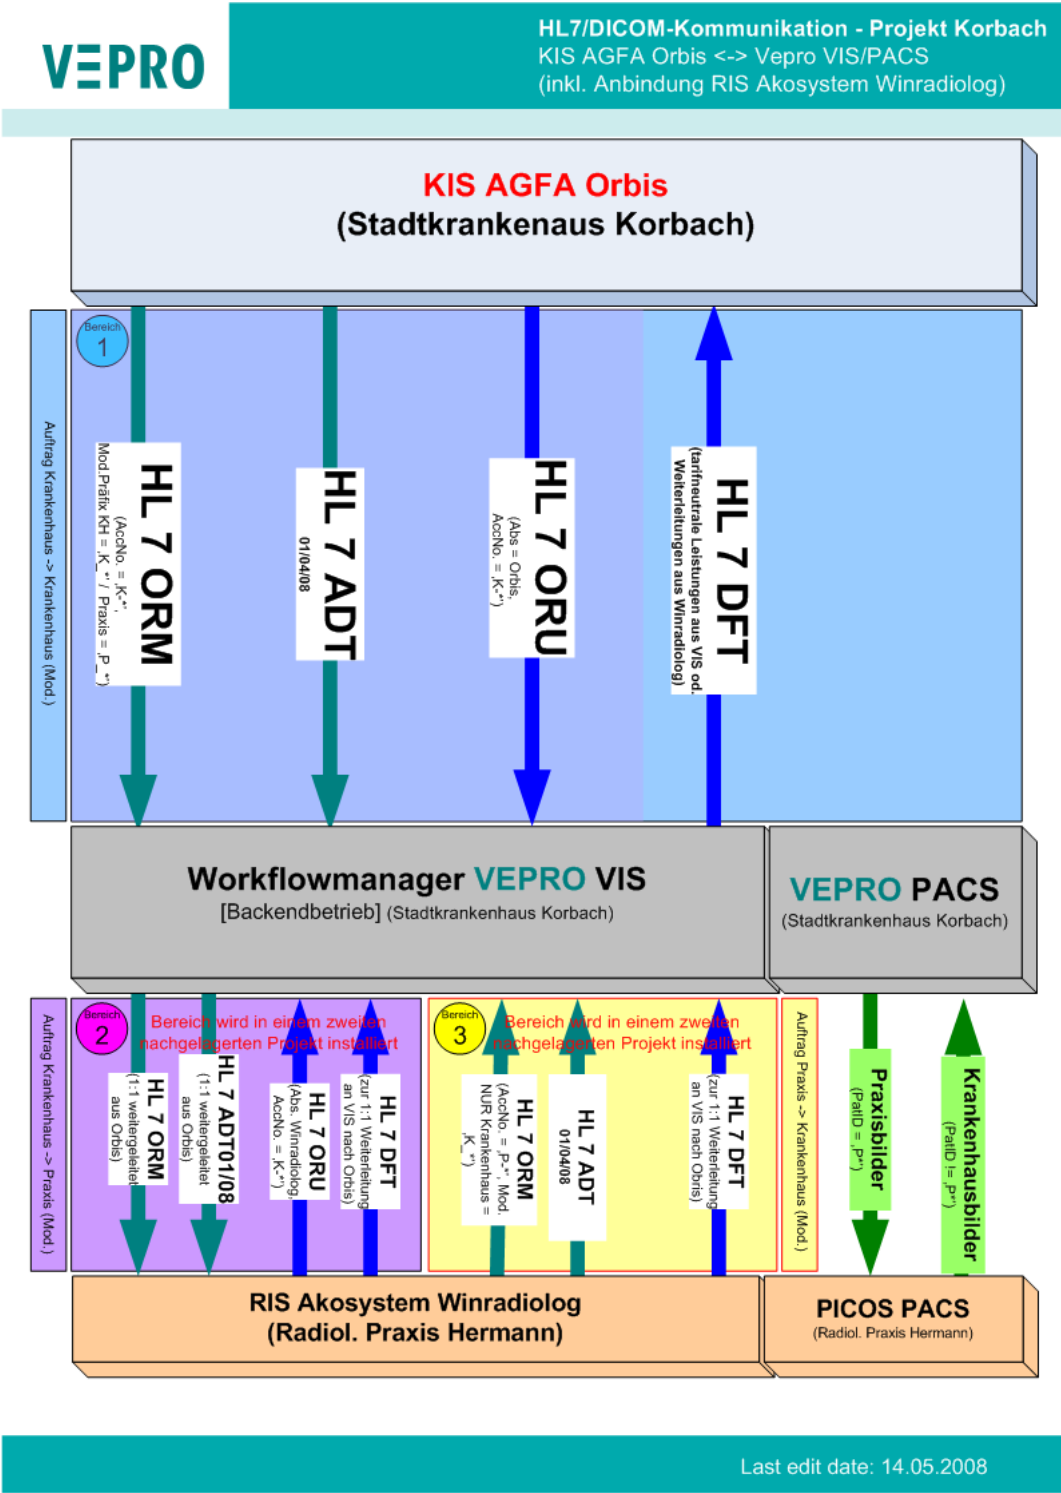 VEPRO
HL7/DICOM-Kommunikation - Projekt Korbach
KIS AGFA Orbis <-> Vepro VIS/PACS
(inkl. Anbindung RIS Akosystem Winradiolog)
KIS AGFA Orbis
(Stadtkrankenaus Korbach)
Auftrag Krankenhaus -> Krankenhaus (Mod.)
Bereich
1
HL 7 ORM
(AccNo. = ‚K-*‘,
Mod.Präfix KH = ‚K_*‘ / Praxis = ‚P_*‘)
HL 7 ADT
01/04/08
HL 7 ORU
(Abs = Orbis,
AccNo. = ‚K-*‘)
HL 7 DFT
(tarifneutrale Leistungen aus VIS od.
Weiterleitungen aus Winradiolog)
Workflowmanager VEPRO VIS
[Backendbetrieb] (Stadtkrankenhaus Korbach)
VEPRO PACS
(Stadtkrankenhaus Korbach)
Auftrag Krankenhaus -> Praxis (Mod.)
Bereich
2
Bereich wird in einem zweiten
nachgelagerten Projekt installiert
HL 7 ORM
(1:1 weitergeleitet
aus Orbis)
HL 7 ADT01/08
(1:1 weitergeleitet
aus Orbis)
HL 7 ORU
(Abs. Winradiolog,
AccNo. = ‚K-*‘)
HL 7 DFT
(zur 1:1 Weiterleitung
an VIS nach Orbis)
Bereich
3
Bereich wird in einem zweiten
nachgelagerten Projekt installiert
HL 7 ORM
(AccNo. = ‚P-*‘, Mod.
NUR Krankenhaus =
‚K_*‘)
HL 7 ADT
01/04/08
HL 7 DFT
(zur 1:1 Weiterleitung
an VIS nach Obris)
Auftrag Praxis -> Krankenhaus (Mod.)
Praxisbilder
(PatID = ‚P*‘)
Krankenhausbilder
(PatID != ‚P*‘)
RIS Akosystem Winradiolog
(Radiol. Praxis Hermann)
PICOS PACS
(Radiol. Praxis Hermann)
Last edit date: 14.05.2008